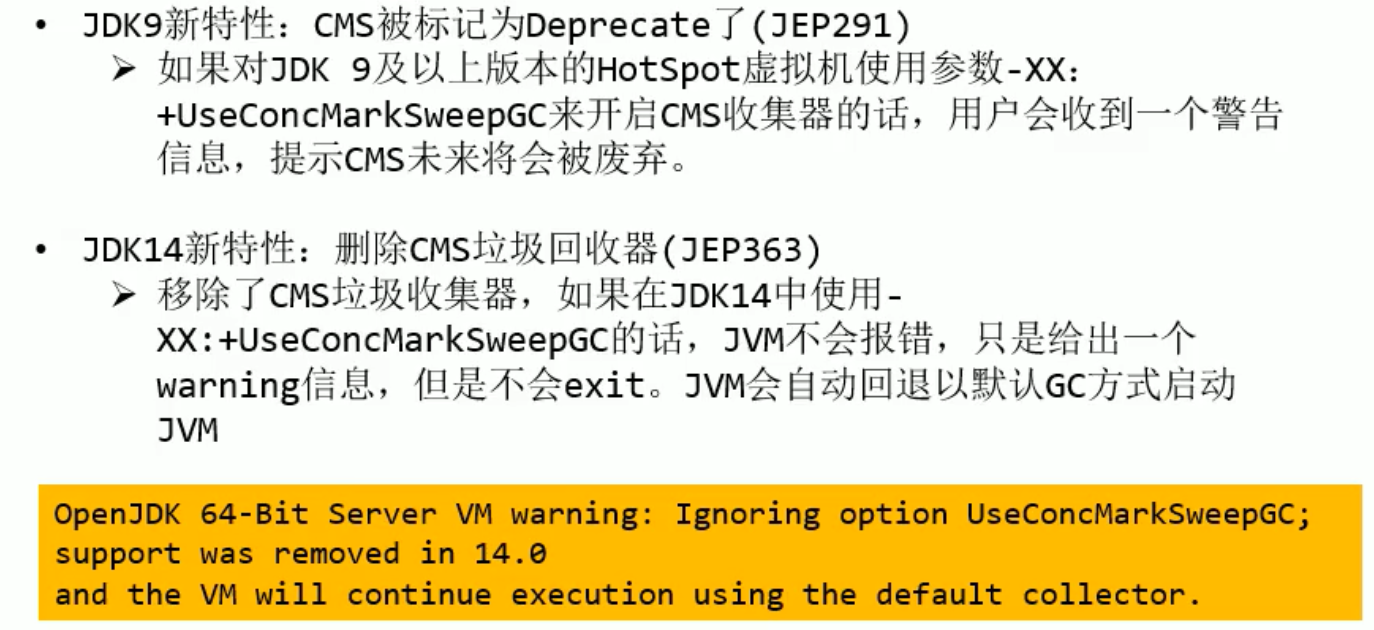 • JDK9新特性：CMS被标记为Deprecate了(JEP291)
➢ 如果对JDK 9及以上版本的HotSpot虚拟机使用参数-XX：
+UseConcMarkSweepGC来开启CMS收集器的话，用户会收到一个警告
信息，提示CMS未来将会被废弃。
• JDK14新特性：删除CMS垃圾回收器(JEP363)
➢ 移除了CMS垃圾收集器，如果在JDK14中使用-
XX:+UseConcMarkSweepGC的话，JVM不会报错，只是给出一个
warning信息，但是不会exit。JVM会自动回退以默认GC方式启动
JVM
OpenJDK 64-Bit Server VM warning: Ignoring option UseConcMarkSweepGC;
support was removed in 14.0
and the VM will continue execution using the default collector.